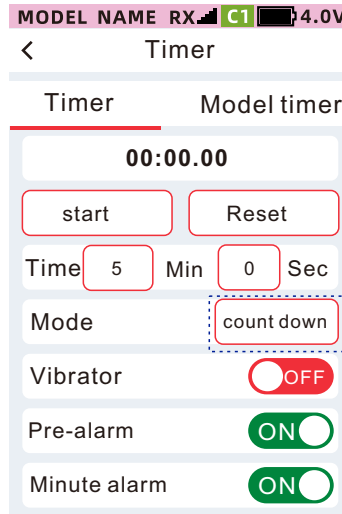 MODEL NAME RX C1 4.0V
< Timer
Timer Model timer
00:00.00
start Reset
Time 5 Min 0 Sec
Mode count down
Vibrator OFF
Pre-alarm ON
Minute alarm ON